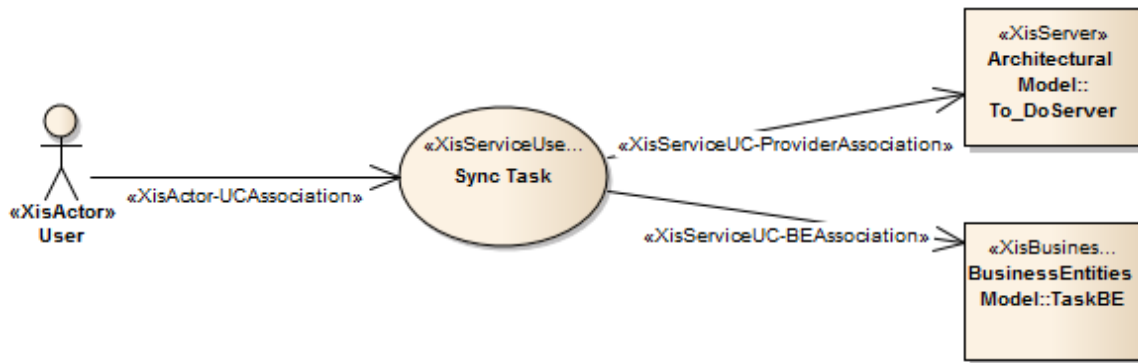 «XisServer»
Architectural
Model::
To_DoServer
«XisServiceUse...
Sync Task
«XisServiceUC-ProviderAssociation»
«XisActor-UCAssociation»
«XisActor»
User
«XisServiceUC-BEAssociation»
«XisBusines...
BusinessEntities
Model::TaskBE